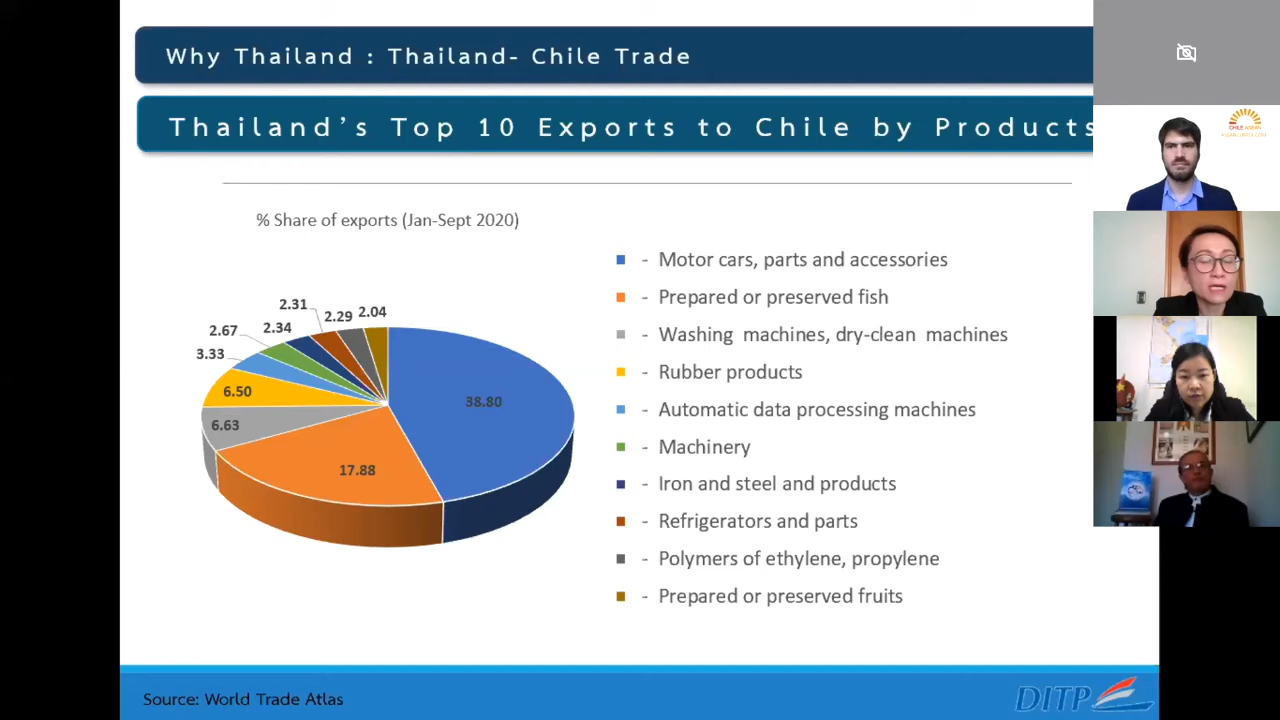 Why Thailand : Thailand- Chile Trade
Thailand's Top 10 Exports to Chile by Products
% Share of exports (Jan-Sept 2020)
38.80
17.88
6.63
6.50
3.33
2.67
2.34
2.31
2.29
2.04
- Motor cars, parts and accessories
- Prepared or preserved fish
- Washing machines, dry-clean machines
- Rubber products
- Automatic data processing machines
- Machinery
- Iron and steel and products
- Refrigerators and parts
- Polymers of ethylene, propylene
- Prepared or preserved fruits
Source: World Trade Atlas
DITP
CHILE ASEAN